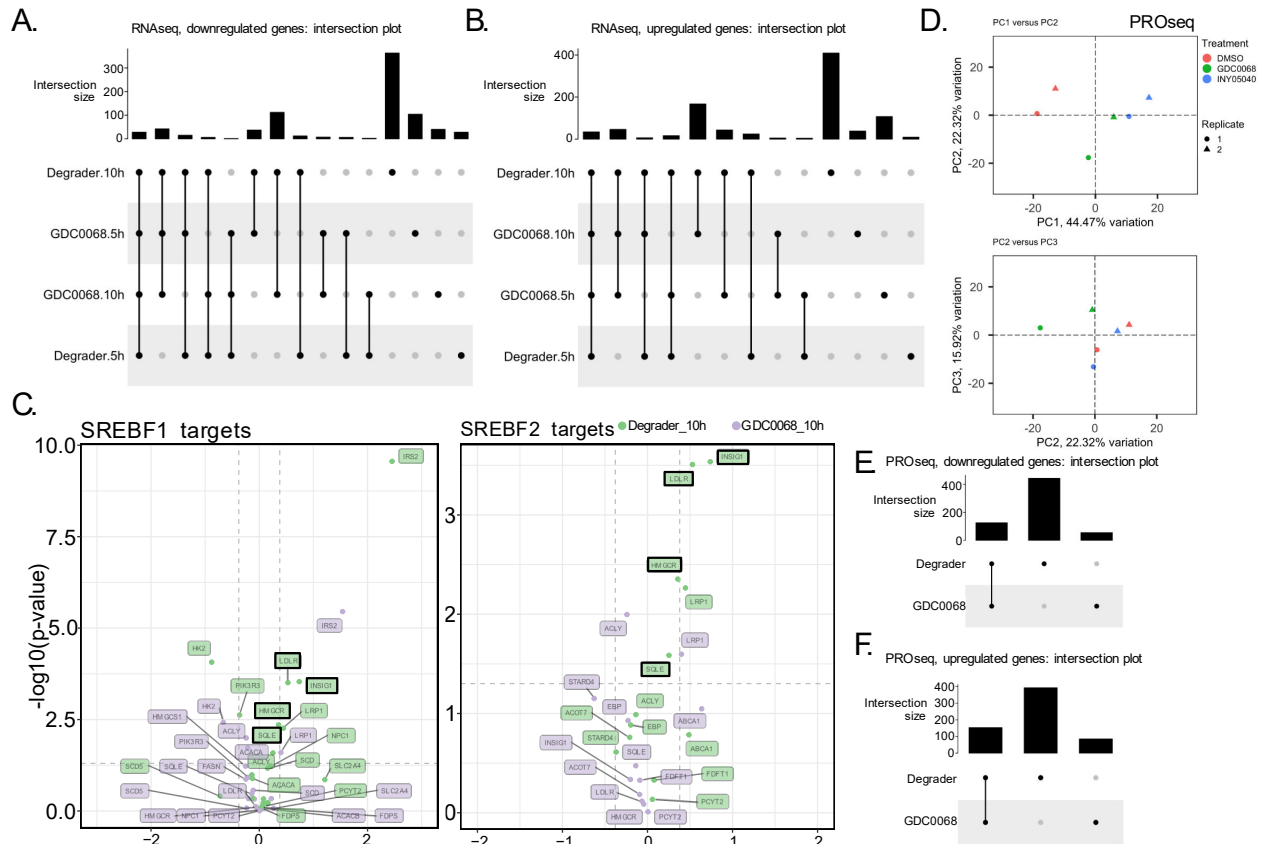 A.
RNAseq, downregulated genes: intersection plot
Intersection
size
300
200
100
0
Degrader.10h
GDC0068.5h
GDC0068.10h
Degrader.5h
B.
RNAseq, upregulated genes: intersection plot
Intersection
size
400
200
0
Degrader.10h
GDC0068.10h
GDC0068.5h
Degrader.5h
C.
SREBF1 targets
-log10(p-value)
10.0
7.5
5.0
2.5
0.0
−2
0
2
IRS2
IRS2
HK2
LDLR
PIK3R3
INSIG1
HK2
HMGCR
LRP1
HMGCS1
ACLY
SQLE
LRP1
NPC1
PIK3R3
ACACA
ACLY
SCD
SCD5
SQLE
FASN
SLC2A4
SCD5
LDLR
ACACA
SCD
PCYT2
SLC2A4
HMGCR
NPC1
PCYT2
FDPS
ACACB
FDPS
SREBF2 targets
Degrader_10h
GDC0068_10h
3
2
1
0
−2
−1
0
1
2
INSIG1
LDLR
HMGCR
LRP1
ACLY
LRP1
SQLE
STARD4
ACLY
EBP
ACOT7
ABCA1
EBP
STARD4
INSIG1
SQLE
ABCA1
ACOT7
FDFT1
FDFT1
LDLR
PCYT2
HMGCR
PCYT2
D.
PC1 versus PC2
PROseq
PC2, 22.32% variation
20
0
-20
-20
0
20
PC1, 44.47% variation
Treatment
DMSO
GDC0068
INY05040
Replicate
1
2
PC2 versus PC3
PC3, 15.92% variation
20
0
-20
-20
0
20
PC2, 22.32% variation
E.
PROseq, downregulated genes: intersection plot
Intersection
size
400
200
0
Degrader
GDC0068
F.
PROseq, upregulated genes: intersection plot
Intersection
size
400
300
200
100
0
Degrader
GDC0068